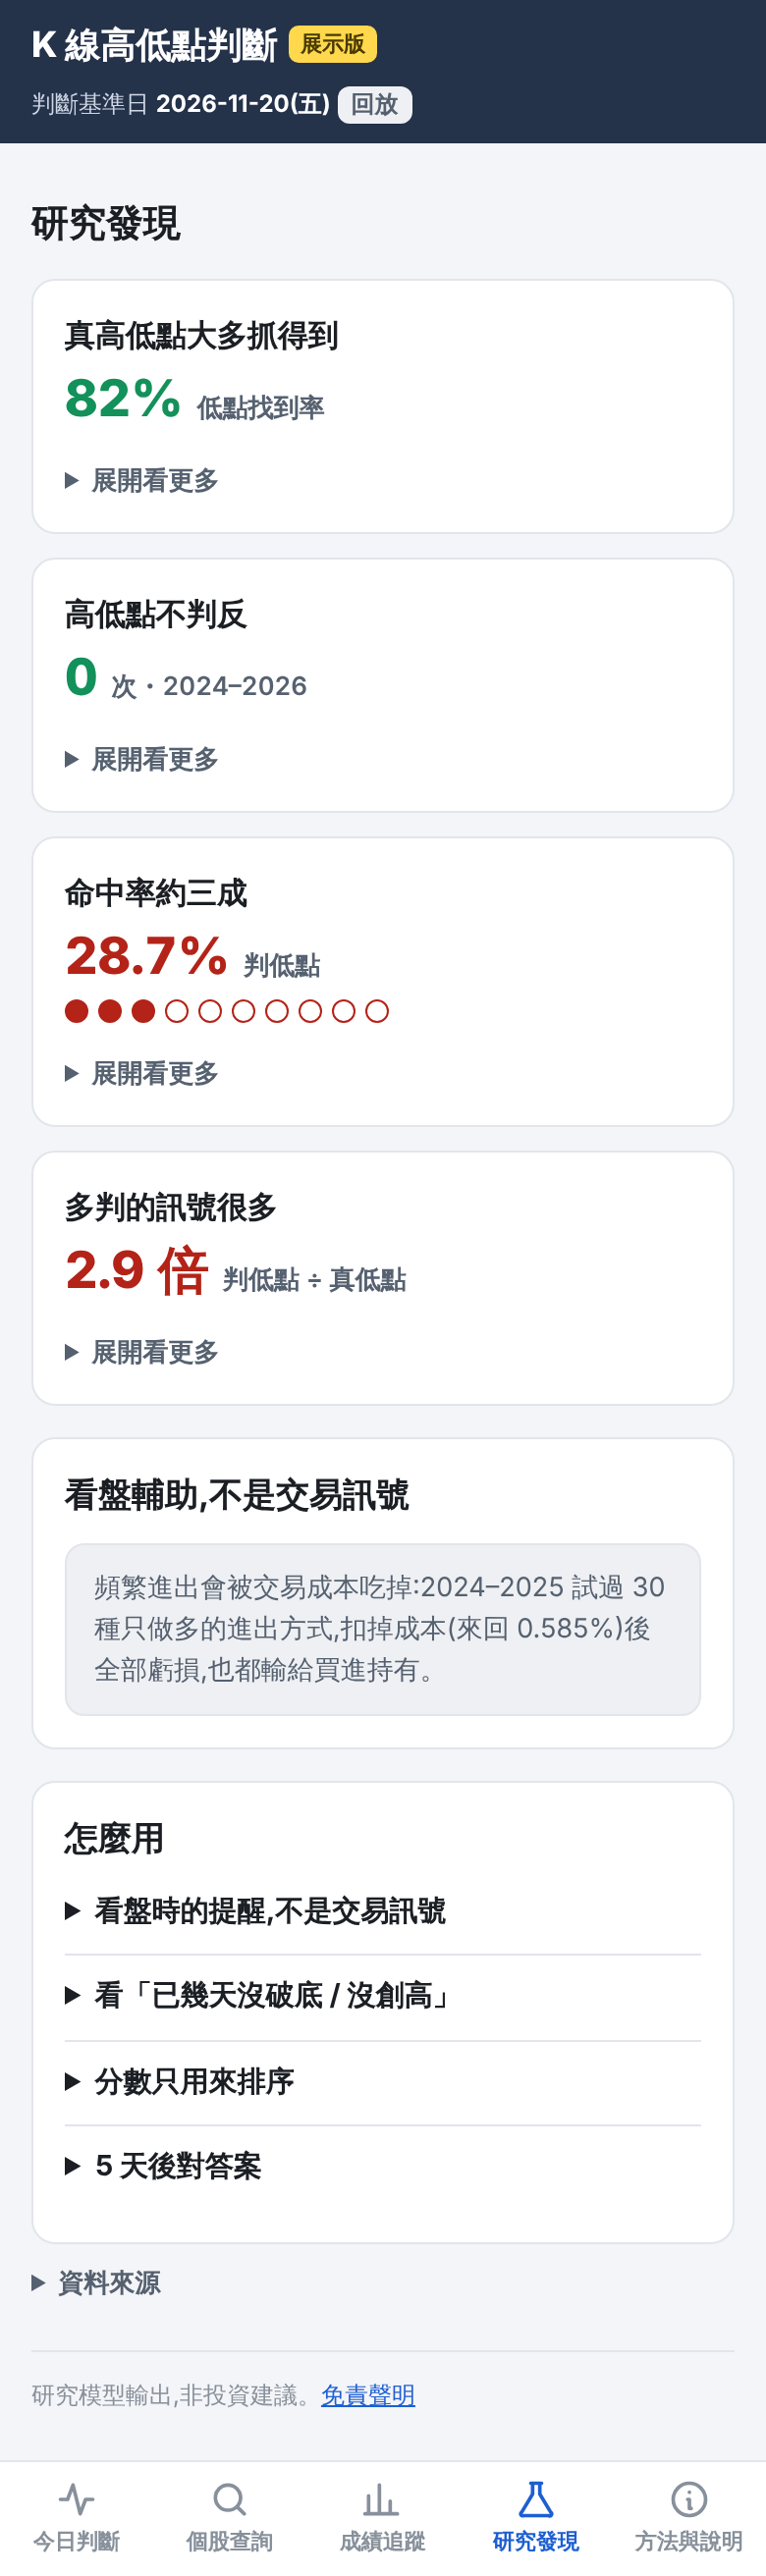 K 線高低點判斷 展示版
判斷基準日 2026-11-20(五) 回放
研究發現
真高低點大多抓得到
82% 低點找到率
▶ 展開看更多
高低點不判反
0 次・2024–2026
▶ 展開看更多
命中率約三成
28.7% 判低點
▶ 展開看更多
多判的訊號很多
2.9 倍 判低點 ÷ 真低點
▶ 展開看更多
看盤輔助,不是交易訊號
頻繁進出會被交易成本吃掉:2024–2025 試過 30
種只做多的進出方式,扣掉成本(來回 0.585%)後
全部虧損,也都輸給買進持有。
怎麼用
▶ 看盤時的提醒,不是交易訊號
▶ 看「已幾天沒破底 / 沒創高」
▶ 分數只用來排序
▶ 5 天後對答案
▶ 資料來源
研究模型輸出,非投資建議。免責聲明
今日判斷 個股查詢 成績追蹤 研究發現 方法與說明